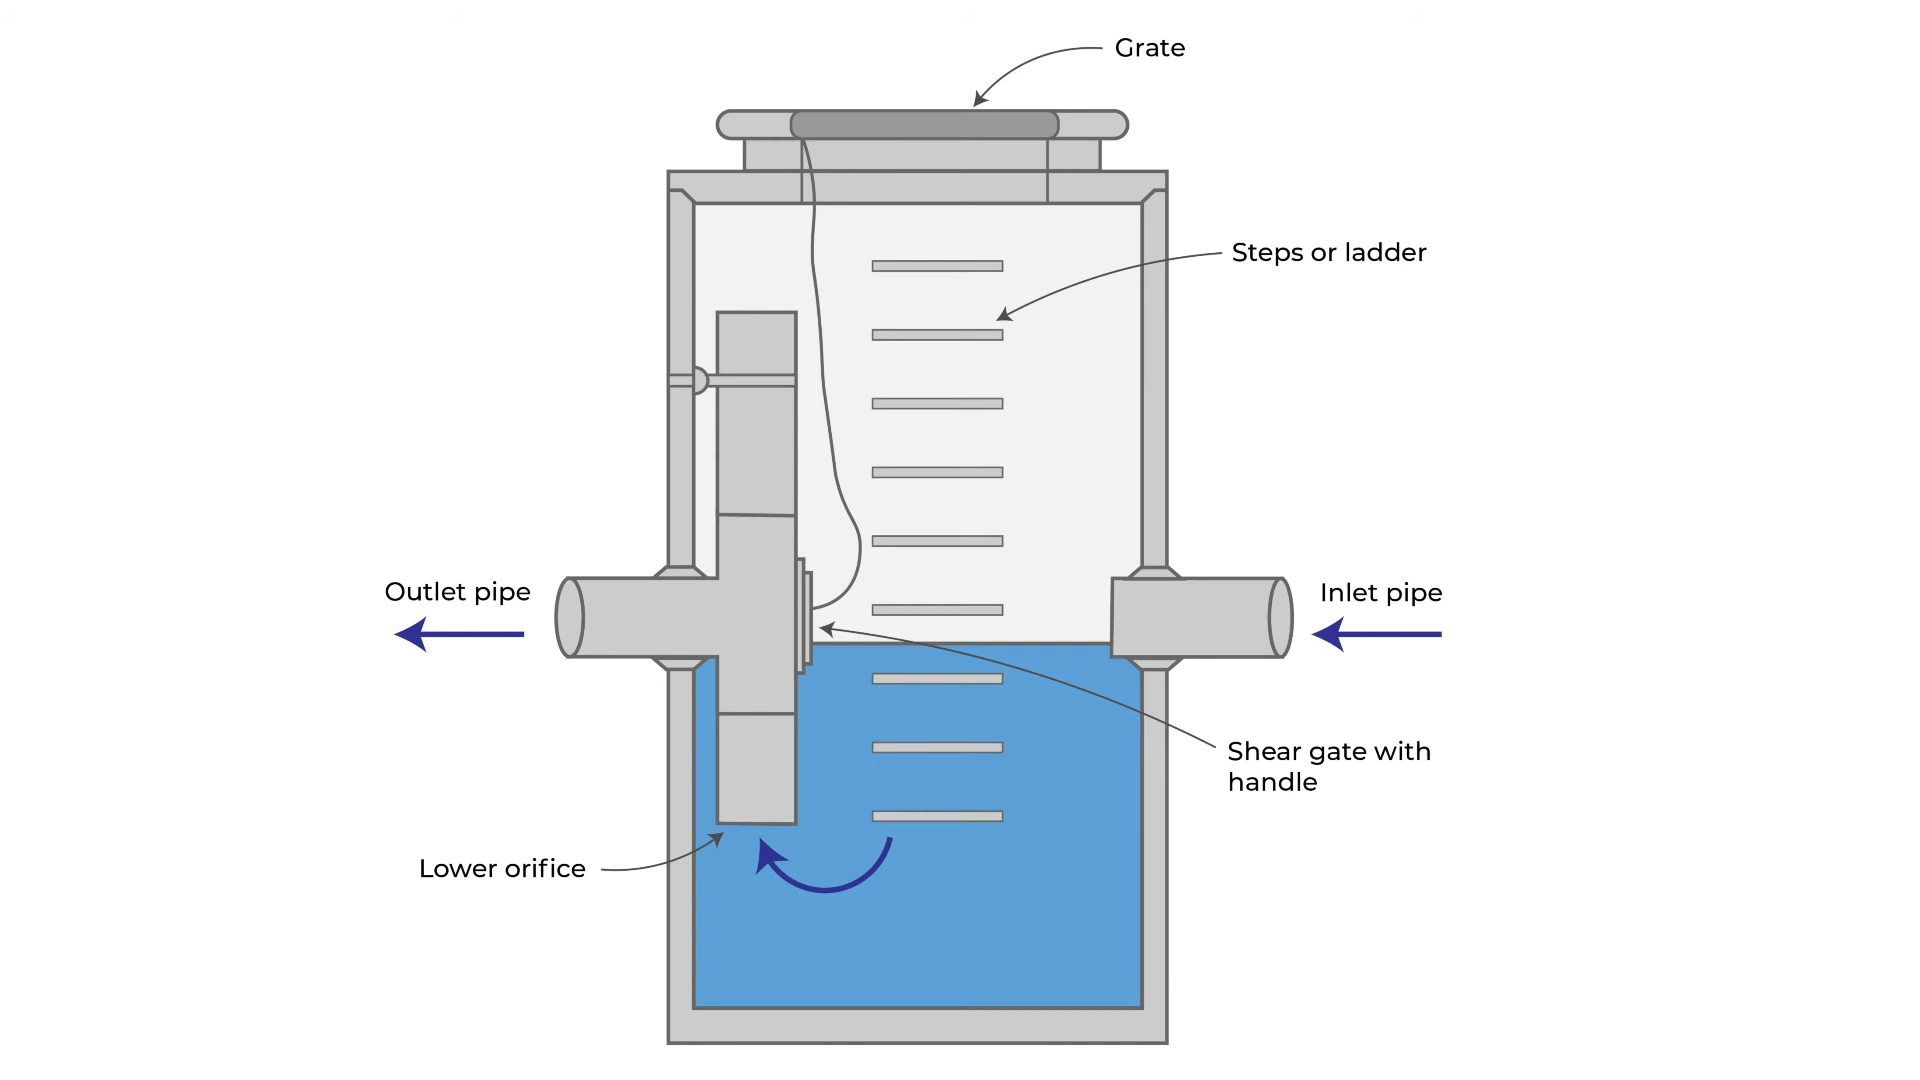 Grate
Steps or ladder
Outlet pipe
Inlet pipe
Shear gate with
handle
Lower orifice